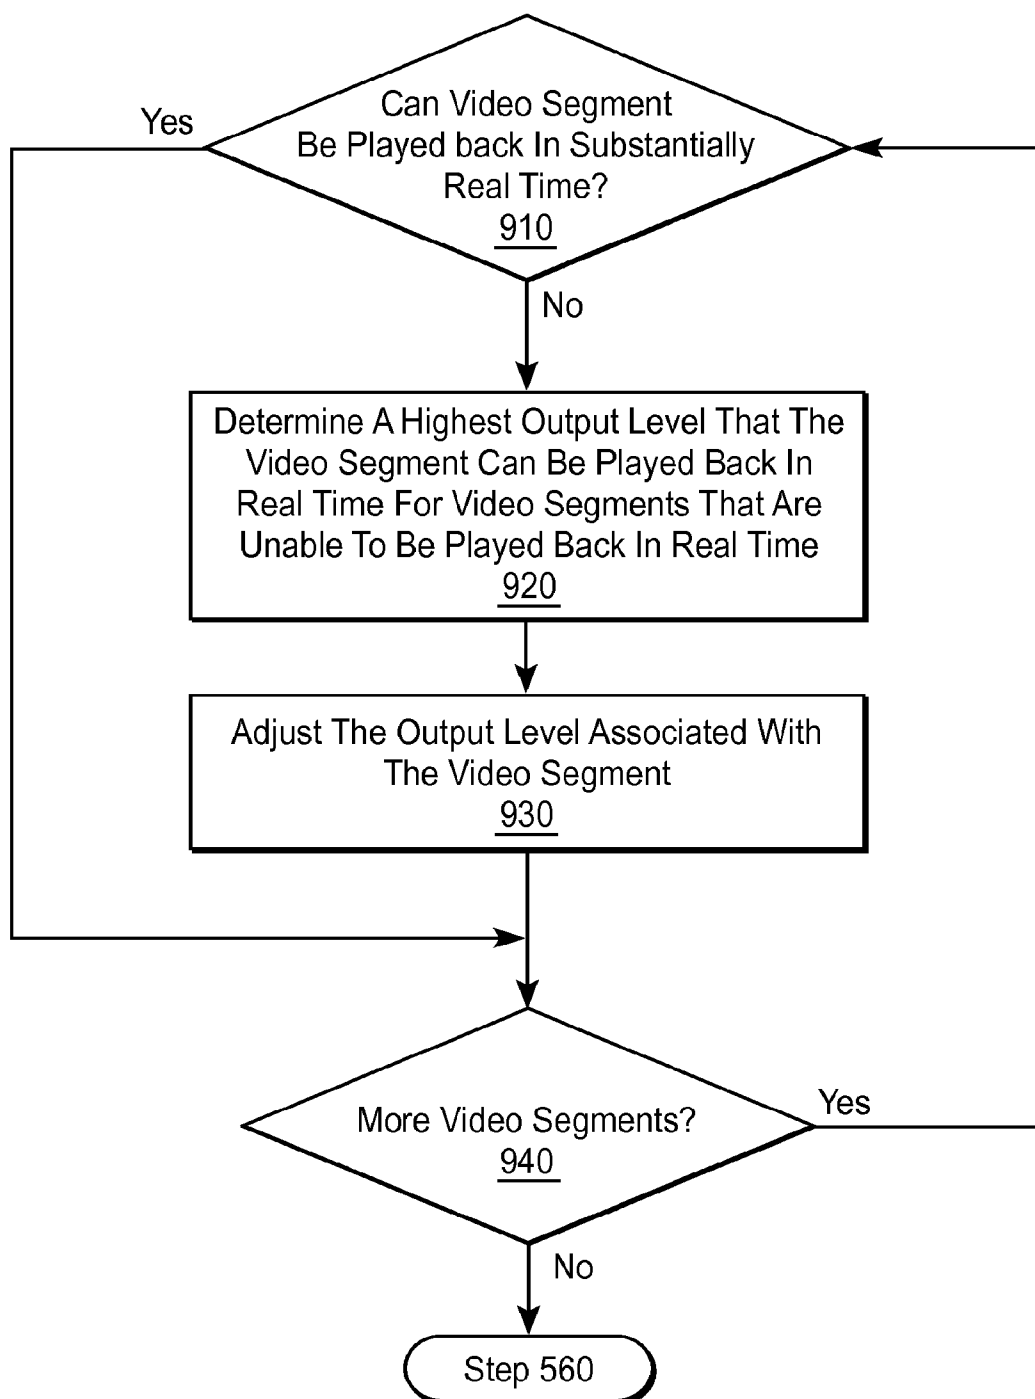 Can Video Segment
Be Played back In Substantially
Real Time?
910
Yes
No
Determine A Highest Output Level That The
Video Segment Can Be Played Back In
Real Time For Video Segments That Are
Unable To Be Played Back In Real Time
920
Adjust The Output Level Associated With
The Video Segment
930
More Video Segments?
940
Yes
No
Step 560